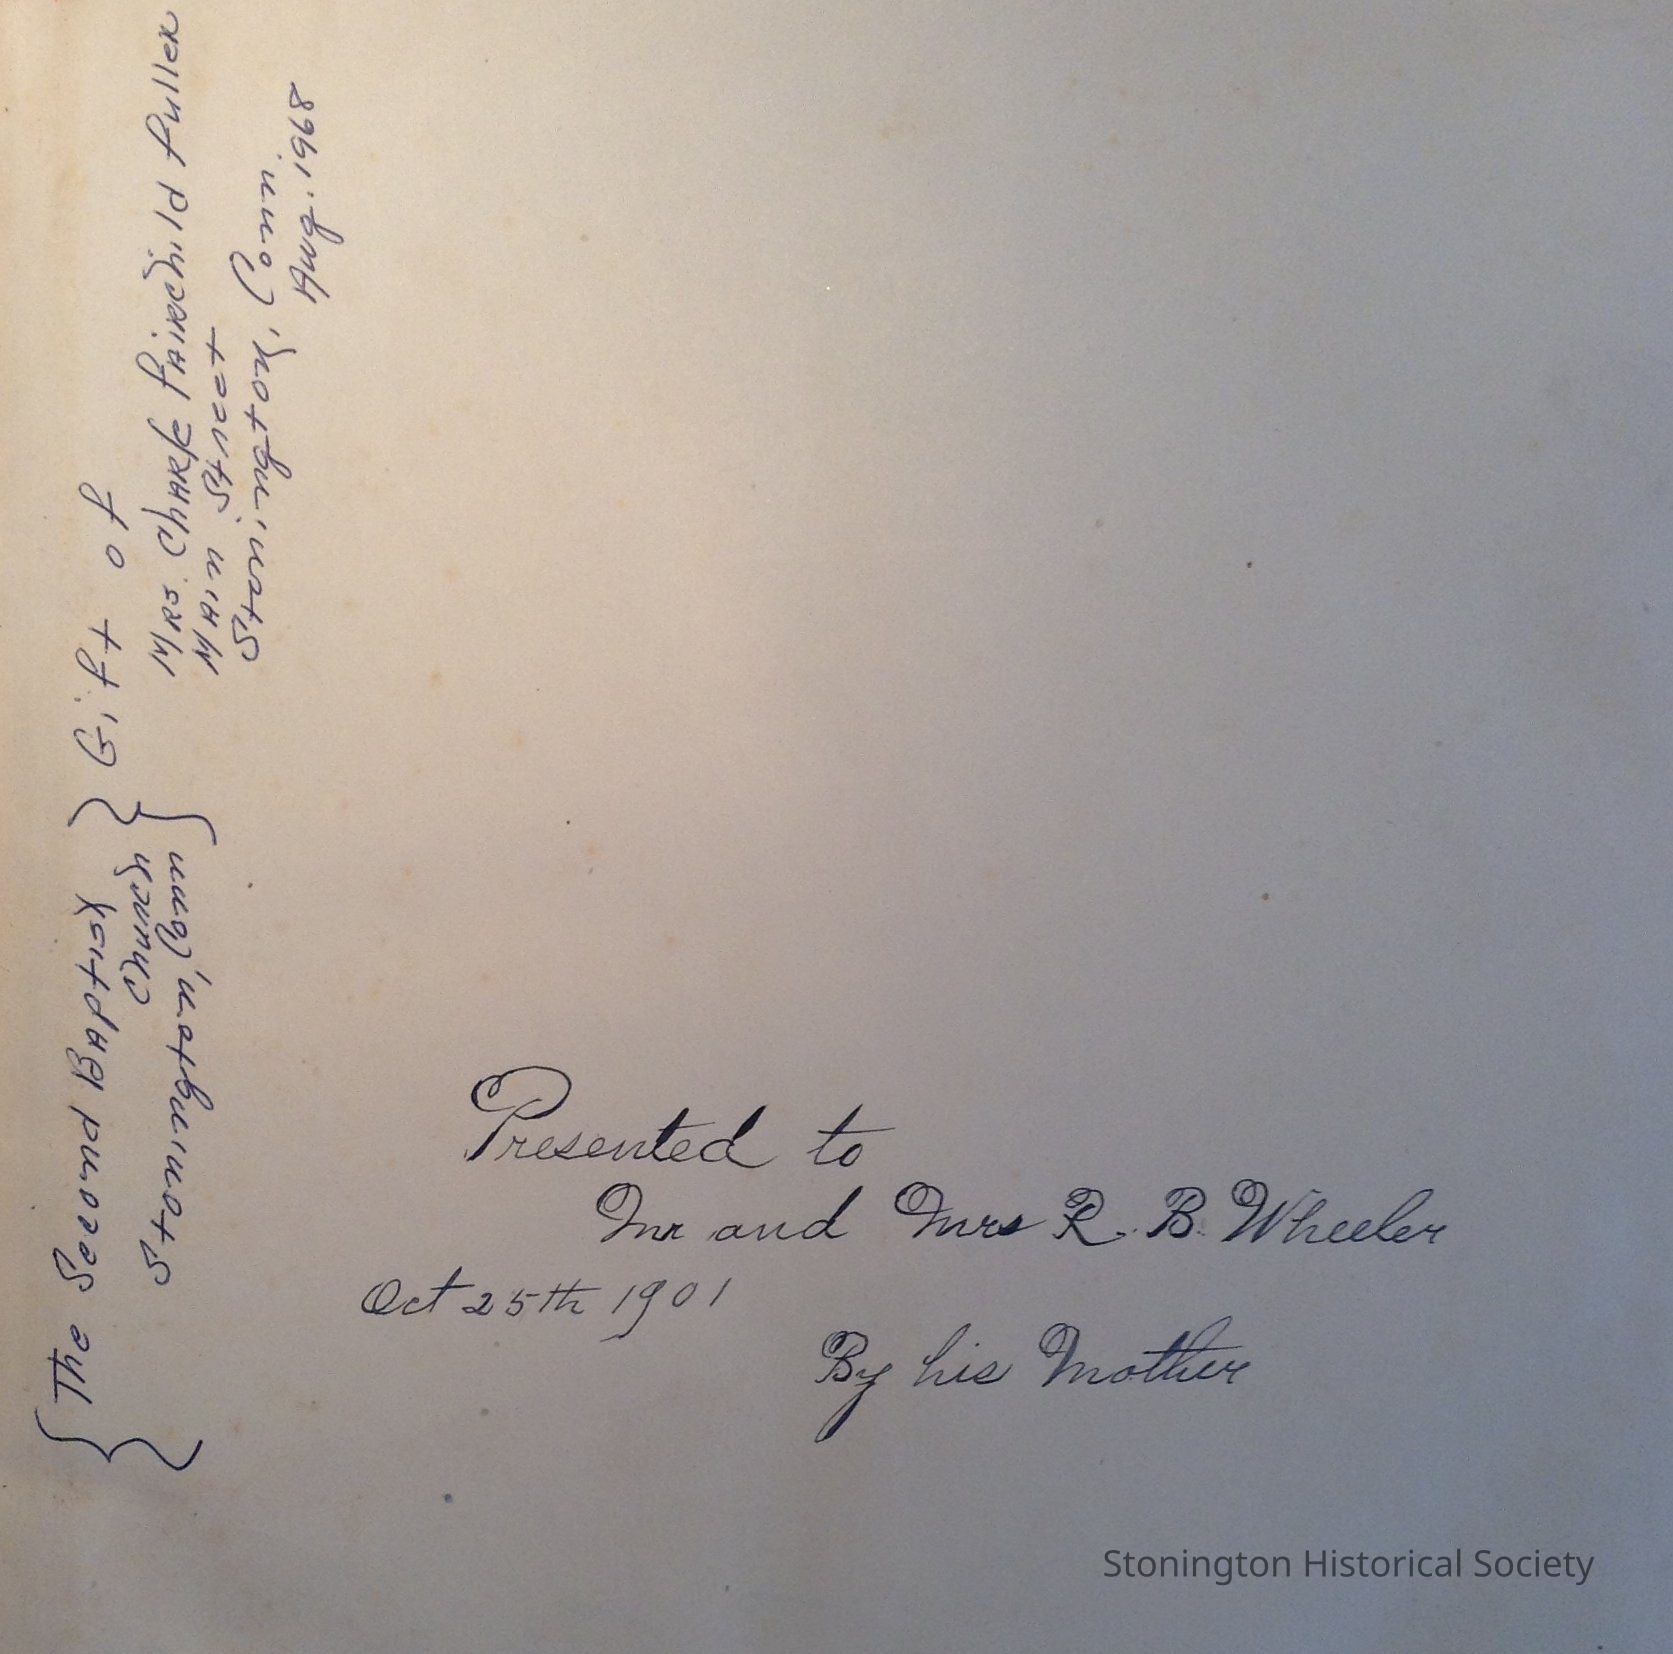 {The Second Baptist} Gift of
Church
Stonington, Conn
Mrs. Clark Fairchild Fuller
Main Street
Stonington, Conn.
Aug. 1968
Presented to
Mr and Mrs R. B. Wheeler
Oct 25th 1901
By his Mother
Stonington Historical Society